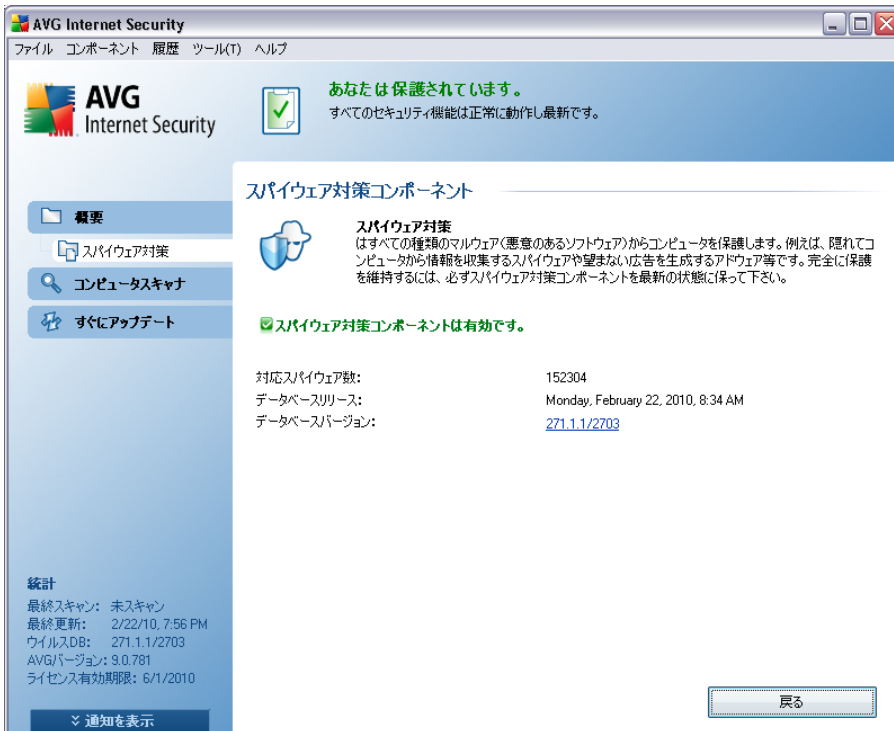 AVG Internet Security
ファイル コンポーネント 履歴 ツール(T) ヘルプ
AVG
Internet Security
あなたは保護されています。
すべてのセキュリティ機能は正常に動作し最新です。
概要
スパイウェア対策
コンピュータスキャナ
すぐにアップデート
スパイウェア対策コンポーネント
スパイウェア対策
はすべての種類のマルウェア(悪意のあるソフトウェア)からコンピュータを保護します。例えば、隠れてコ
ンピュータから情報を収集するスパイウェアや望まない広告を生成するアドウェア等です。完全に保護
を維持するには、必ずスパイウェア対策コンポーネントを最新の状態に保って下さい。
スパイウェア対策コンポーネントは有効です。
対応スパイウェア数: 152304
データベースリリース: Monday, February 22, 2010, 8:34 AM
データベースバージョン: 271.1.1/2703
統計
最終スキャン: 未スキャン
最終更新: 2/22/10, 7:56 PM
ウイルスDB: 271.1.1/2703
AVGバージョン: 9.0.781
ライセンス有効期限: 6/1/2010
通知を表示
戻る